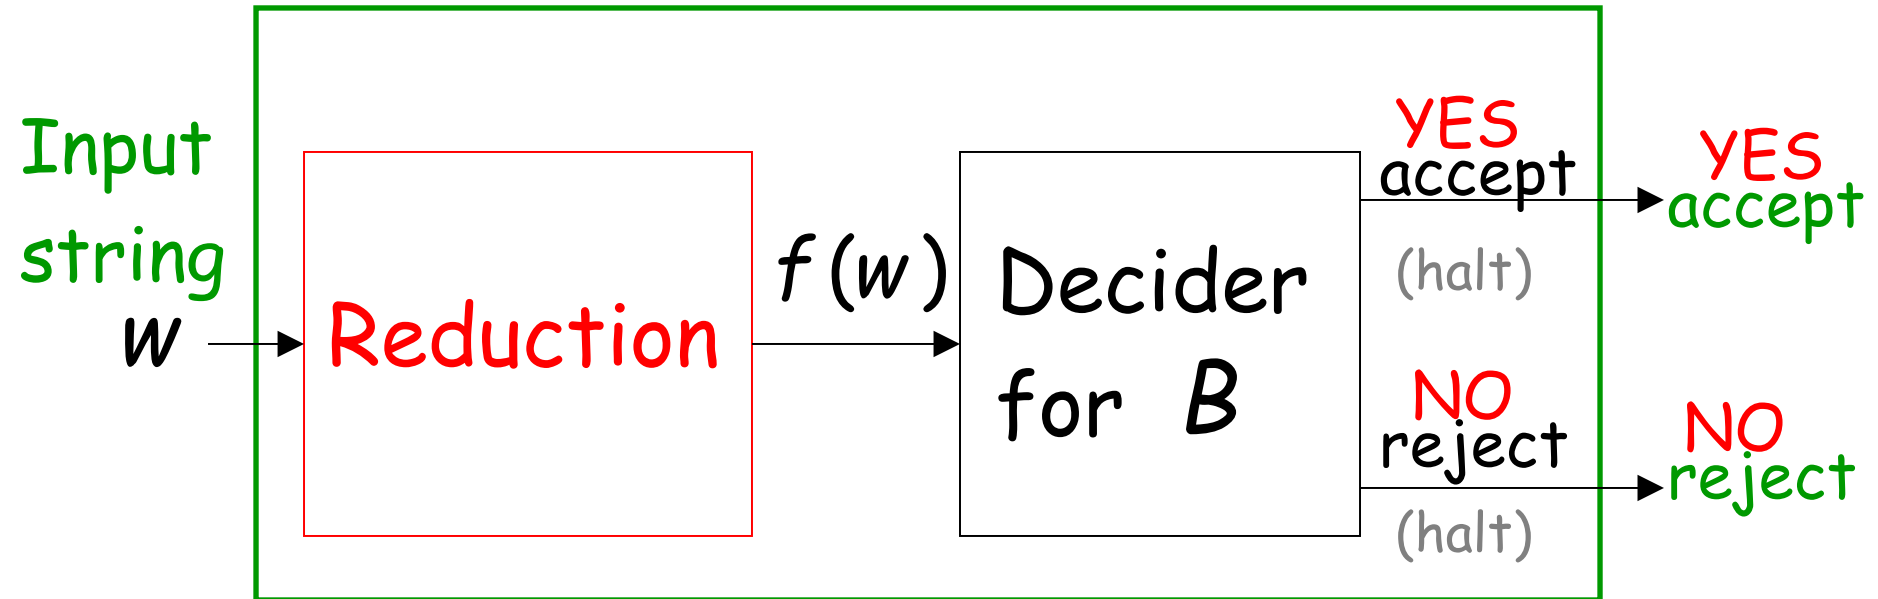 Input
string
w
Reduction
f(w)
Decider
for B
YES
accept
(halt)
NO
reject
(halt)
YES
accept
NO
reject